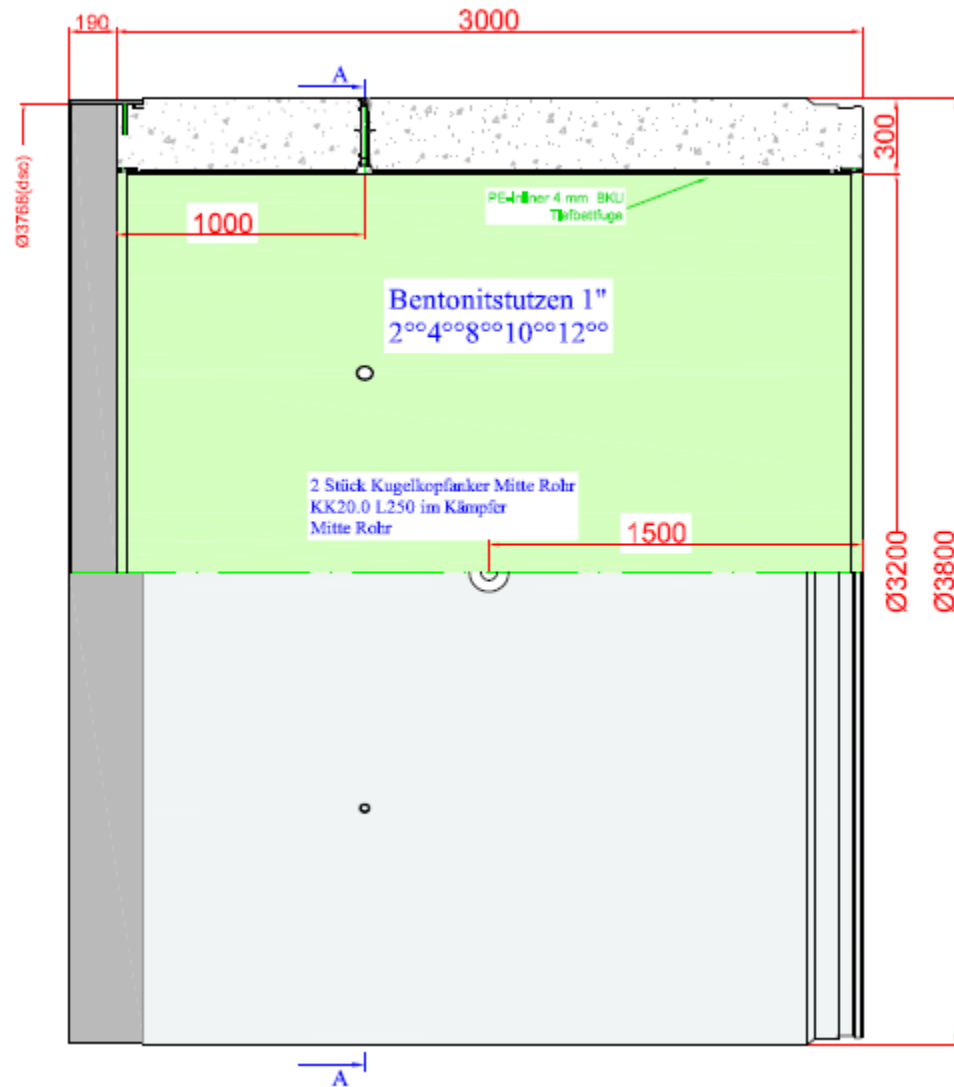 190
3000
A
300
Ø3768(dsc)
PE-Inliner 4 mm BKU
Tiefbettfuge
1000
Bentonitstutzen 1"
2°°4°°8°°10°°12°°
2 Stück Kugelkopfanker Mitte Rohr
KK20.0 L250 im Kämpfer
Mitte Rohr
1500
Ø3200
Ø3800
A